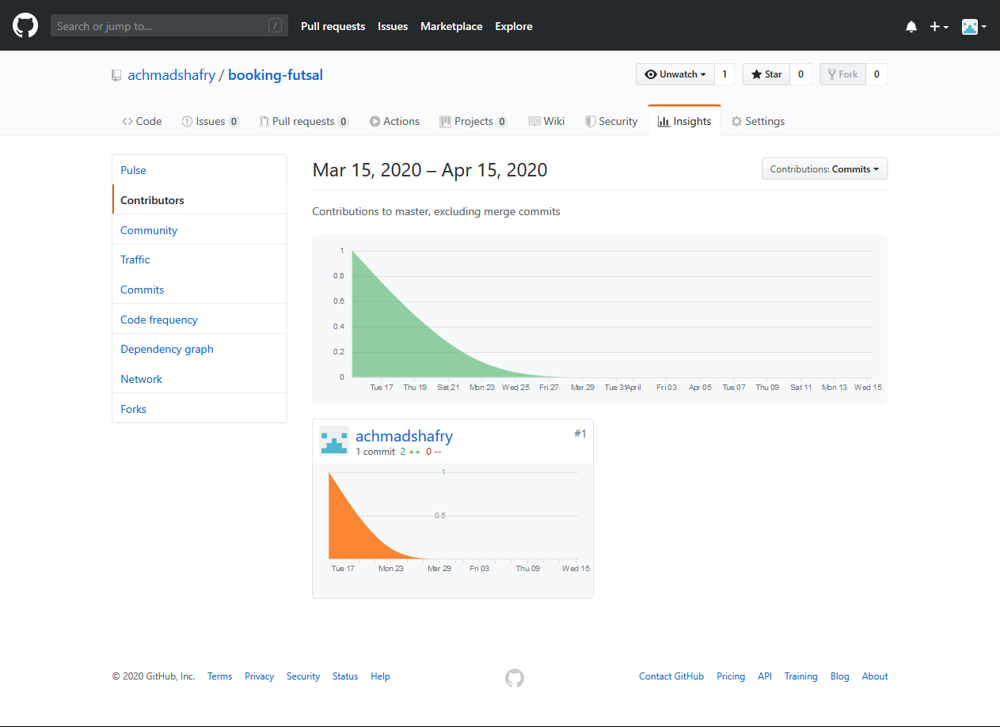 Search or jump to... / Pull requests Issues Marketplace Explore
achmadshafry / booking-futsal Unwatch 1 Star 0 Fork 0
Code Issues 0 Pull requests 0 Actions Projects 0 Wiki Security Insights Settings
Pulse
Contributors
Community
Traffic
Commits
Code frequency
Dependency graph
Network
Forks
Mar 15, 2020 – Apr 15, 2020 Contributions: Commits
Contributions to master, excluding merge commits
1
0.8
0.6
0.4
0.2
0
Tue 17 Thu 19 Sat 21 Mon 23 Wed 25 Fri 27 Mar 29 Tue 31 April Fri 03 Apr 05 Tue 07 Thu 09 Sat 11 Mon 13 Wed 15
achmadshafry #1
1 commit 2 ++ 0 --
1
0.5
Tue 17 Mon 23 Mar 29 Fri 03 Thu 09 Wed 15
© 2020 GitHub, Inc. Terms Privacy Security Status Help Contact GitHub Pricing API Training Blog About